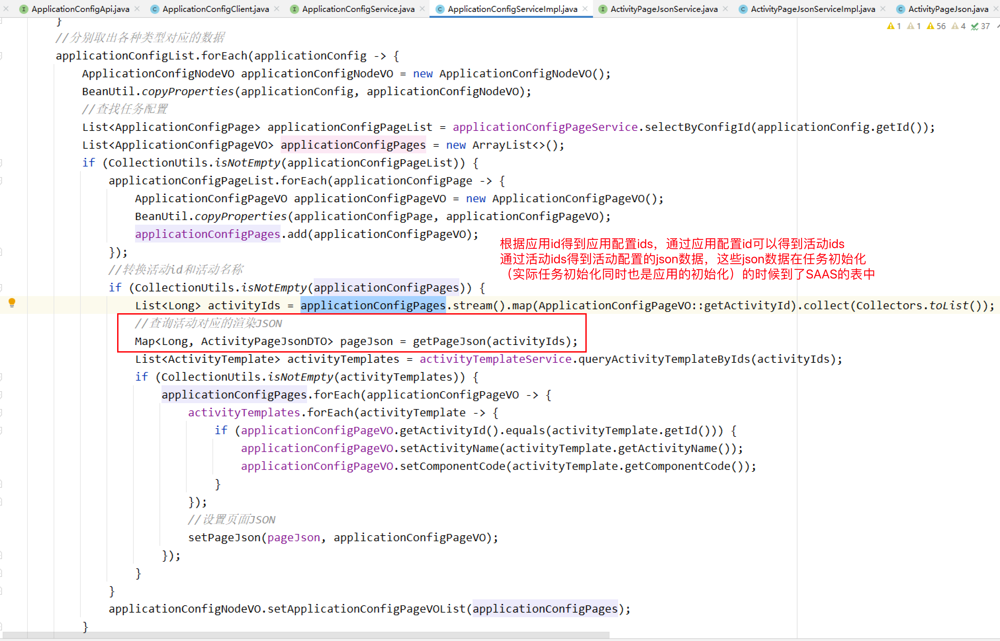 ApplicationConfigApi.java ApplicationConfigClient.java ApplicationConfigService.java ApplicationConfigServiceImpl.java ActivityPageJsonService.java ActivityPageJsonServiceImpl.java ActivityPageJson.java
1 1 56 4 37
}
//分别取出各种类型对应的数据
applicationConfigList.forEach(applicationConfig -> {
ApplicationConfigNodeVO applicationConfigNodeVO = new ApplicationConfigNodeVO();
BeanUtil.copyProperties(applicationConfig, applicationConfigNodeVO);
//查找任务配置
List<ApplicationConfigPage> applicationConfigPageList = applicationConfigPageService.selectByConfigId(applicationConfig.getId());
List<ApplicationConfigPageVO> applicationConfigPages = new ArrayList<>();
if (CollectionUtils.isNotEmpty(applicationConfigPageList)) {
applicationConfigPageList.forEach(applicationConfigPage -> {
ApplicationConfigPageVO applicationConfigPageVO = new ApplicationConfigPageVO();
BeanUtil.copyProperties(applicationConfigPage, applicationConfigPageVO);
applicationConfigPages.add(applicationConfigPageVO);
根据应用id得到应用配置ids，通过应用配置id可以得到活动ids
});
通过活动ids得到活动配置的json数据，这些json数据在任务初始化
//转换活动id和活动名称
（实际任务初始化同时也是应用的初始化）的时候到了SAAS的表中
if (CollectionUtils.isNotEmpty(applicationConfigPages)) {
List<Long> activityIds = applicationConfigPages.stream().map(ApplicationConfigPageVO::getActivityId).collect(Collectors.toList());
//查询活动对应的渲染JSON
Map<Long, ActivityPageJsonDTO> pageJson = getPageJson(activityIds);
List<ActivityTemplate> activityTemplates = activityTemplateService.queryActivityTemplateByIds(activityIds);
if (CollectionUtils.isNotEmpty(activityTemplates)) {
applicationConfigPages.forEach(applicationConfigPageVO -> {
activityTemplates.forEach(activityTemplate -> {
if (applicationConfigPageVO.getActivityId().equals(activityTemplate.getId())) {
applicationConfigPageVO.setActivityName(activityTemplate.getActivityName());
applicationConfigPageVO.setComponentCode(activityTemplate.getComponentCode());
}
});
//设置页面JSON
setPageJson(pageJson, applicationConfigPageVO);
});
}
}
applicationConfigNodeVO.setApplicationConfigPageVOList(applicationConfigPages);
}